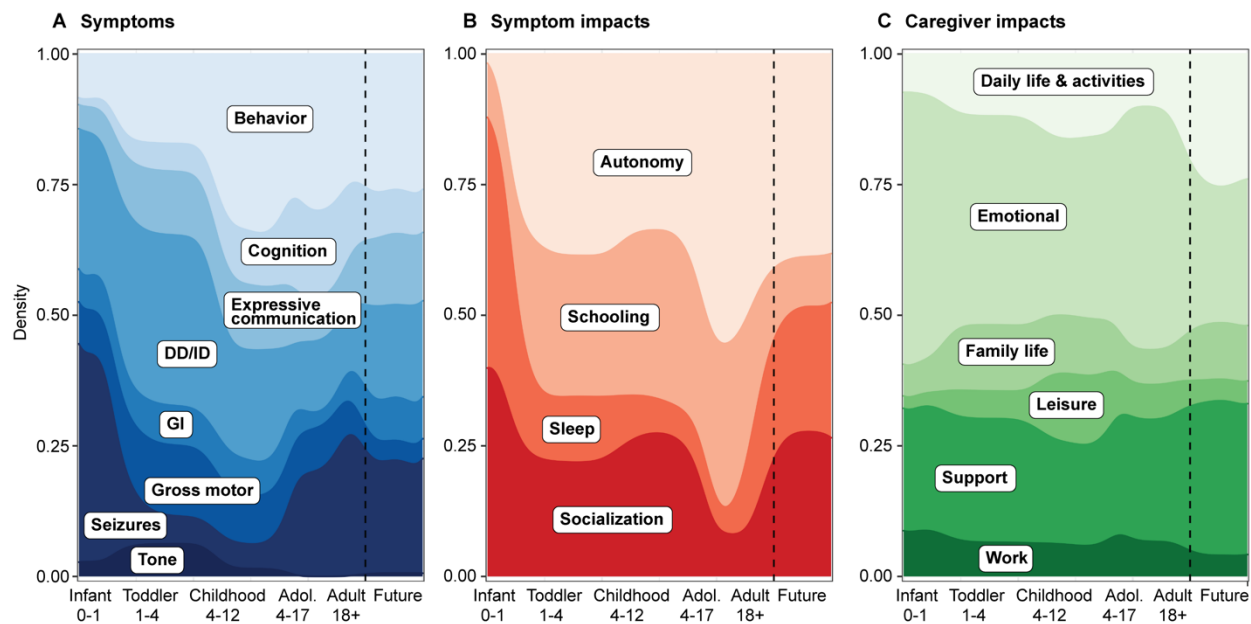 A Symptoms
B Symptom impacts
C Caregiver impacts
Density
1.00
0.75
0.50
0.25
0.00
Behavior
Cognition
Expressive
communication
DD/ID
GI
Gross motor
Seizures
Tone
Infant Toddler Childhood Adol. Adult Future
0-1 1-4 4-12 4-17 18+
1.00
0.75
0.50
0.25
0.00
Autonomy
Schooling
Sleep
Socialization
Infant Toddler Childhood Adol. Adult Future
0-1 1-4 4-12 4-17 18+
1.00
0.75
0.50
0.25
0.00
Daily life & activities
Emotional
Family life
Leisure
Support
Work
Infant Toddler Childhood Adol. Adult Future
0-1 1-4 4-12 4-17 18+